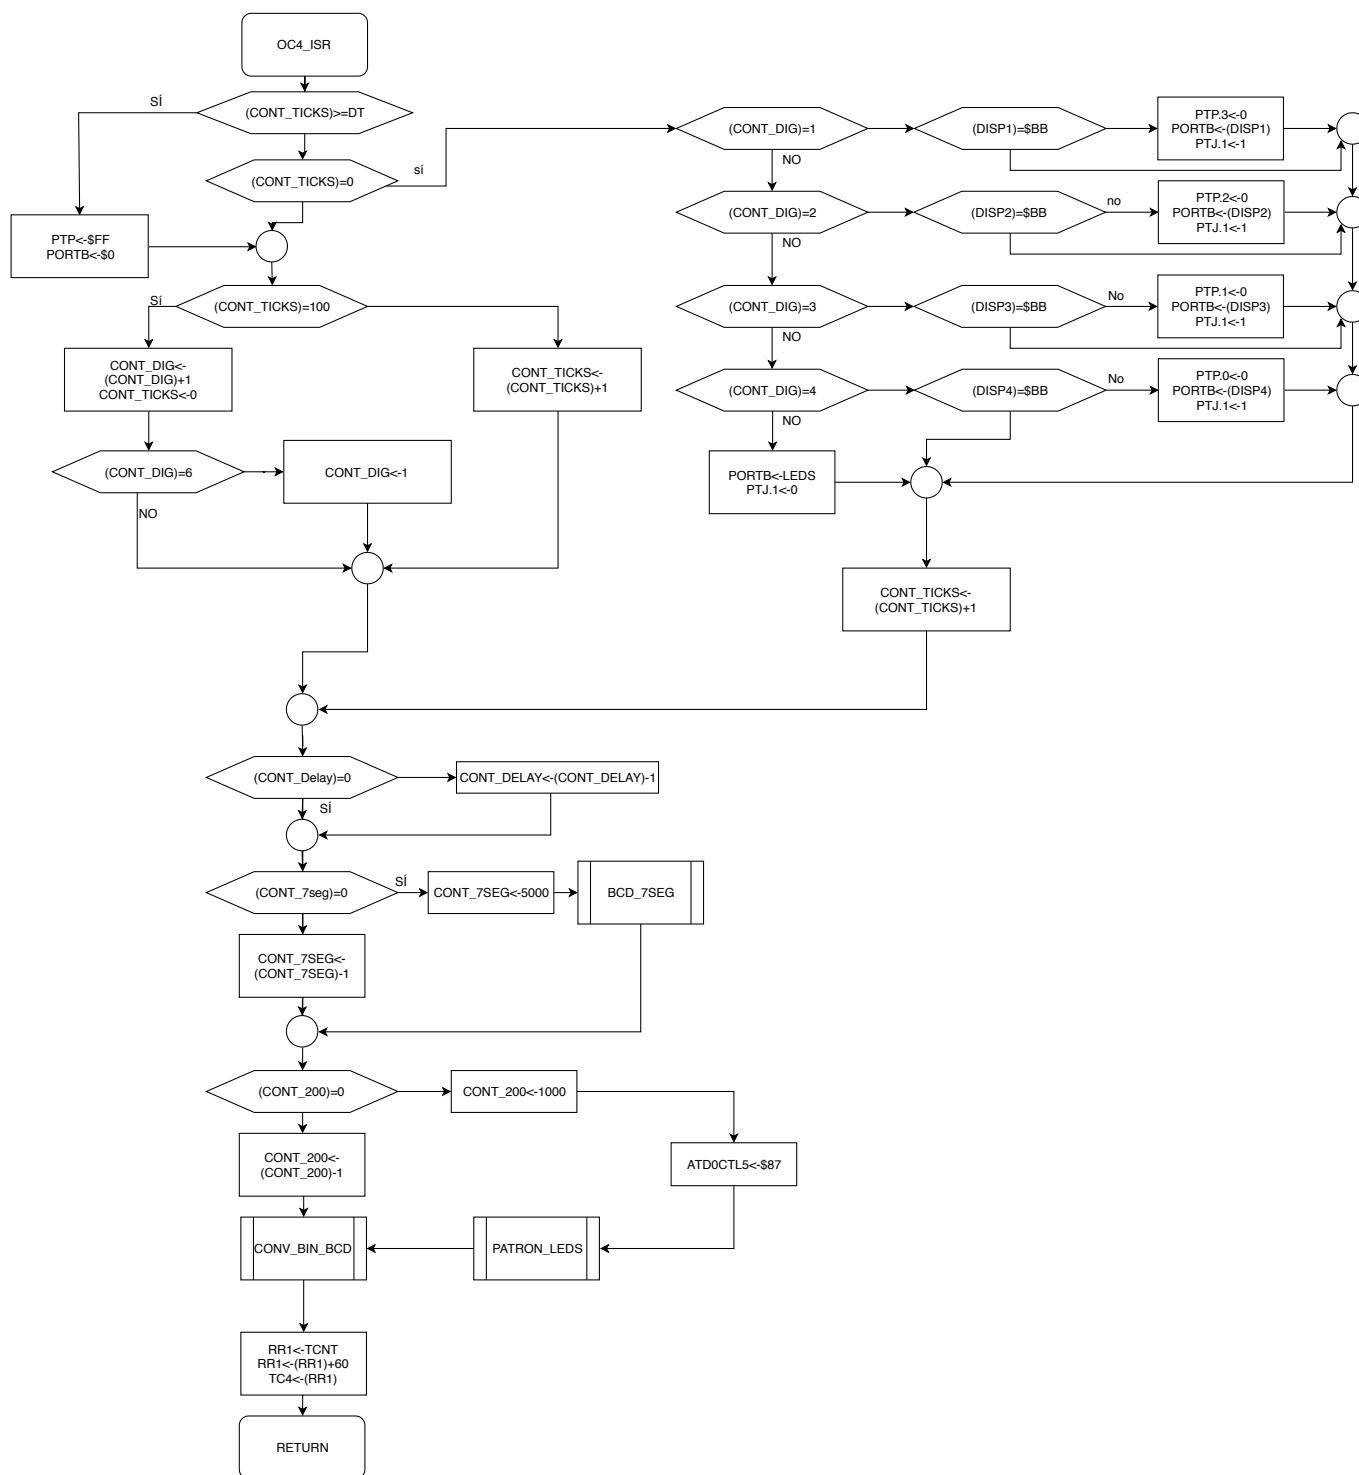 OC4_ISR
SÍ
(CONT_TICKS)>=DT
(CONT_TICKS)=0
sí
PTP<-$FF
PORTB<-$0
Sí
(CONT_TICKS)=100
CONT_DIG<-
(CONT_DIG)+1
CONT_TICKS<-0
CONT_TICKS<-
(CONT_TICKS)+1
(CONT_DIG)=6
NO
CONT_DIG<-1
(CONT_DIG)=1
NO
(DISP1)=$BB
PTP.3<-0
PORTB<-(DISP1)
PTJ.1<-1
(CONT_DIG)=2
NO
(DISP2)=$BB
no
PTP.2<-0
PORTB<-(DISP2)
PTJ.1<-1
(CONT_DIG)=3
NO
(DISP3)=$BB
No
PTP.1<-0
PORTB<-(DISP3)
PTJ.1<-1
(CONT_DIG)=4
NO
(DISP4)=$BB
No
PTP.0<-0
PORTB<-(DISP4)
PTJ.1<-1
PORTB<-LEDS
PTJ.1<-0
CONT_TICKS<-
(CONT_TICKS)+1
(CONT_Delay)=0
SÍ
CONT_DELAY<-(CONT_DELAY)-1
(CONT_7seg)=0
SÍ
CONT_7SEG<-5000
BCD_7SEG
CONT_7SEG<-
(CONT_7SEG)-1
(CONT_200)=0
CONT_200<-1000
CONT_200<-
(CONT_200)-1
ATD0CTL5<-$87
CONV_BIN_BCD
PATRON_LEDS
RR1<-TCNT
RR1<-(RR1)+60
TC4<-(RR1)
RETURN